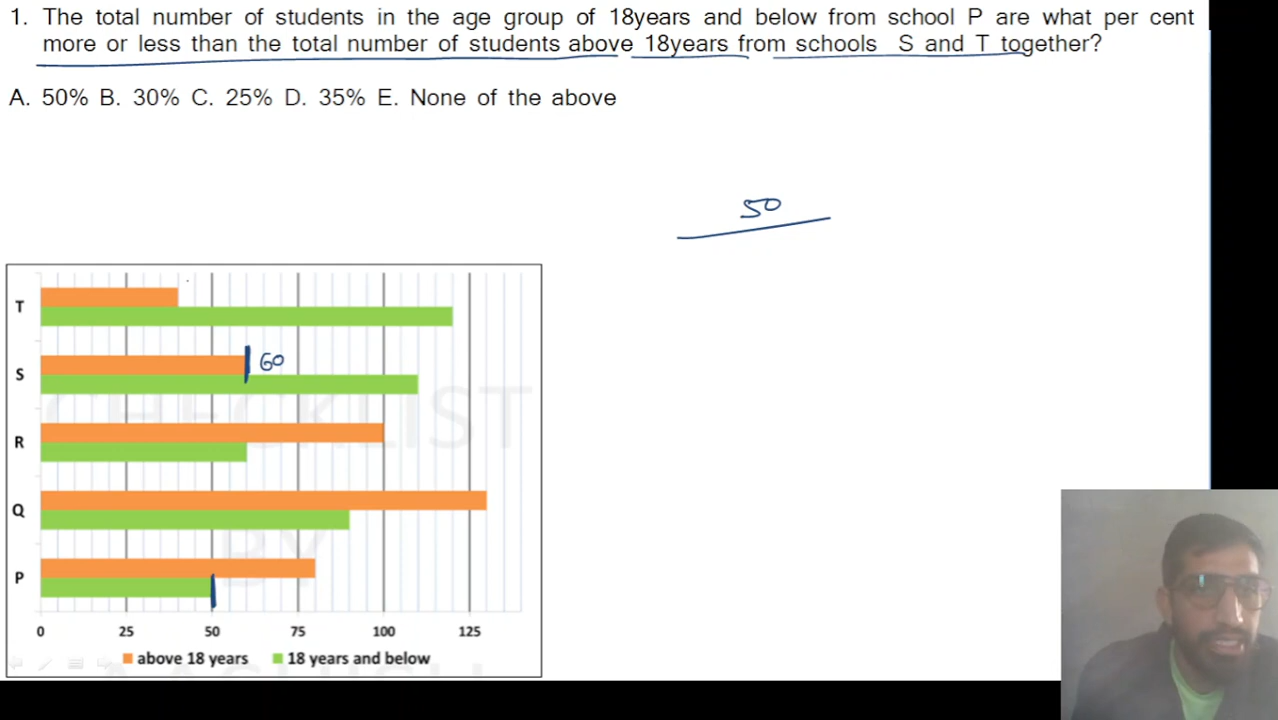 1. The total number of students in the age group of 18years and below from school P are what per cent
more or less than the total number of students above 18years from schools S and T together?
A. 50% B. 30% C. 25% D. 35% E. None of the above
50
T
S
60
CHECKLIST
R
Q
BY
P
0 25 50 75 100 125
above 18 years 18 years and below